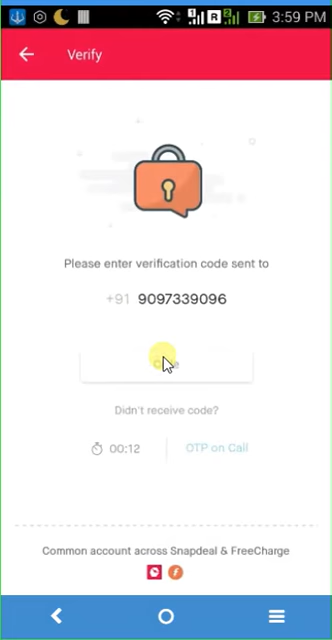 3:59 PM
Verify
Please enter verification code sent to
+91 9097339096
Didn't receive code?
00:12
OTP on Call
Common account across Snapdeal & FreeCharge